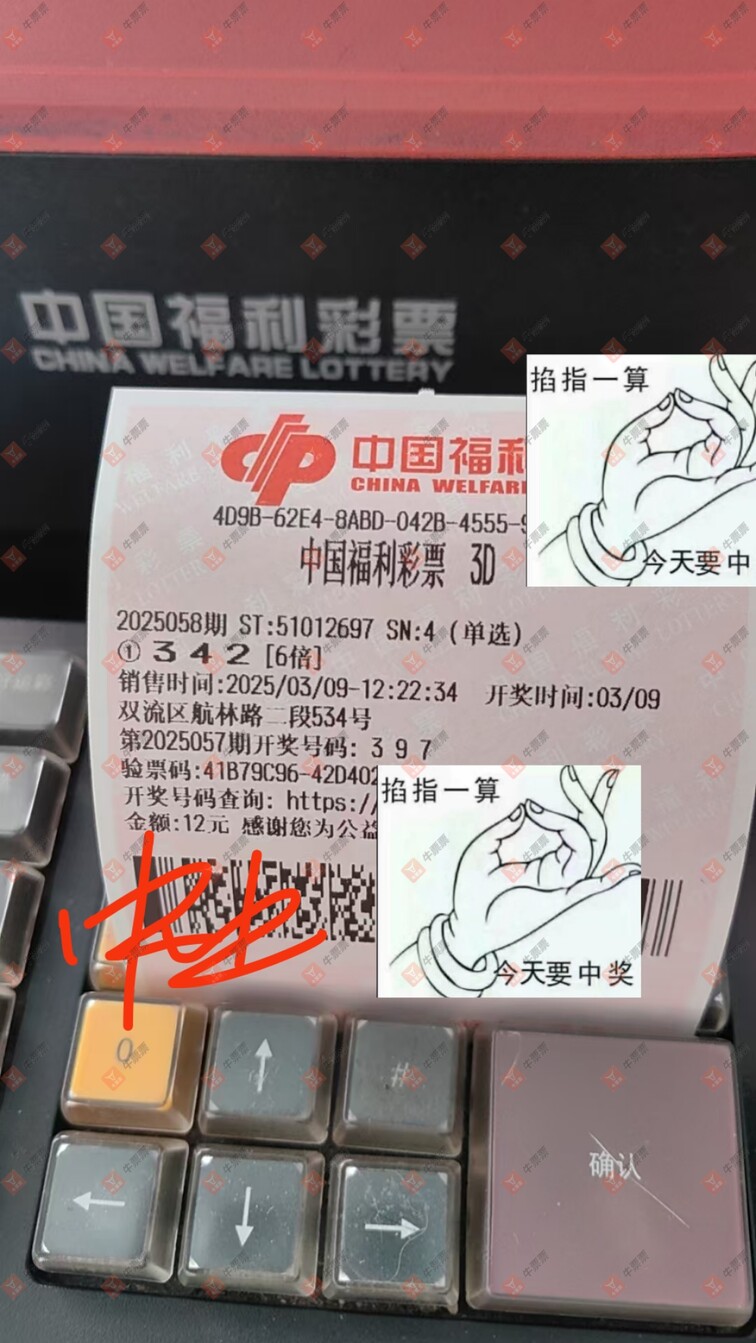 中国福利彩票
CHINA WELFARE LOTTERY
掐指一算
今天要中
中国福利
CHINA WELFARE
4D9B-62E4-8ABD-042B-4555-9
中国福利彩票 3D
2025058期 ST:51012697 SN:4 (单选)
① 3 4 2 [6倍]
销售时间:2025/03/09-12:22:34 开奖时间:03/09
双流区航林路二段534号
第2025057期开奖号码: 3 9 7
验票码:41B79C96-42D402
开奖号码查询: https:/
金额:12元 感谢您为公益
掐指一算
今天要中奖
0
#
确认
牛票票